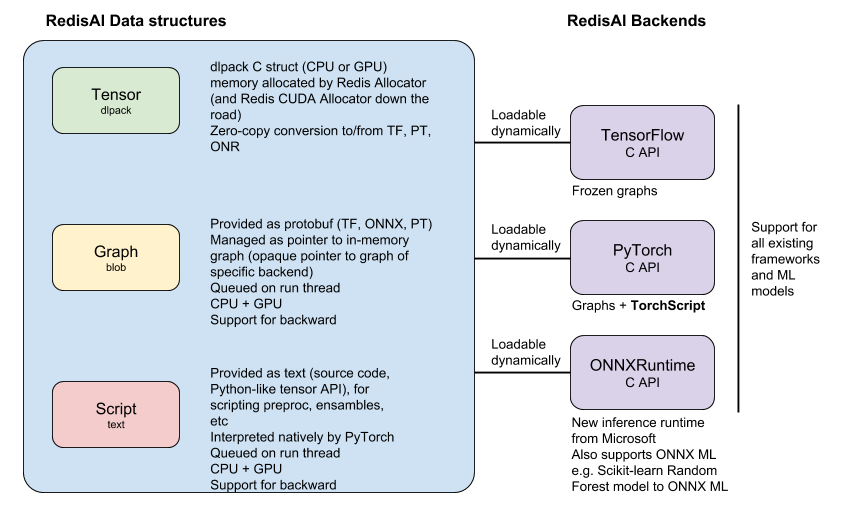 RedisAI Data structures
Tensor
dlpack
dlpack C struct (CPU or GPU)
memory allocated by Redis Allocator
(and Redis CUDA Allocator down the
road)
Zero-copy conversion to/from TF, PT,
ONR
Graph
blob
Provided as protobuf (TF, ONNX, PT)
Managed as pointer to in-memory
graph (opaque pointer to graph of
specific backend)
Queued on run thread
CPU + GPU
Support for backward
Script
text
Provided as text (source code,
Python-like tensor API), for
scripting preproc, ensambles,
etc
Interpreted natively by PyTorch
Queued on run thread
CPU + GPU
Support for backward
RedisAI Backends
Loadable
dynamically
TensorFlow
C API
Frozen graphs
Loadable
dynamically
PyTorch
C API
Graphs + TorchScript
Loadable
dynamically
ONNXRuntime
C API
New inference runtime
from Microsoft
Also supports ONNX ML
e.g. Scikit-learn Random
Forest model to ONNX ML
Support for
all existing
frameworks
and ML
models